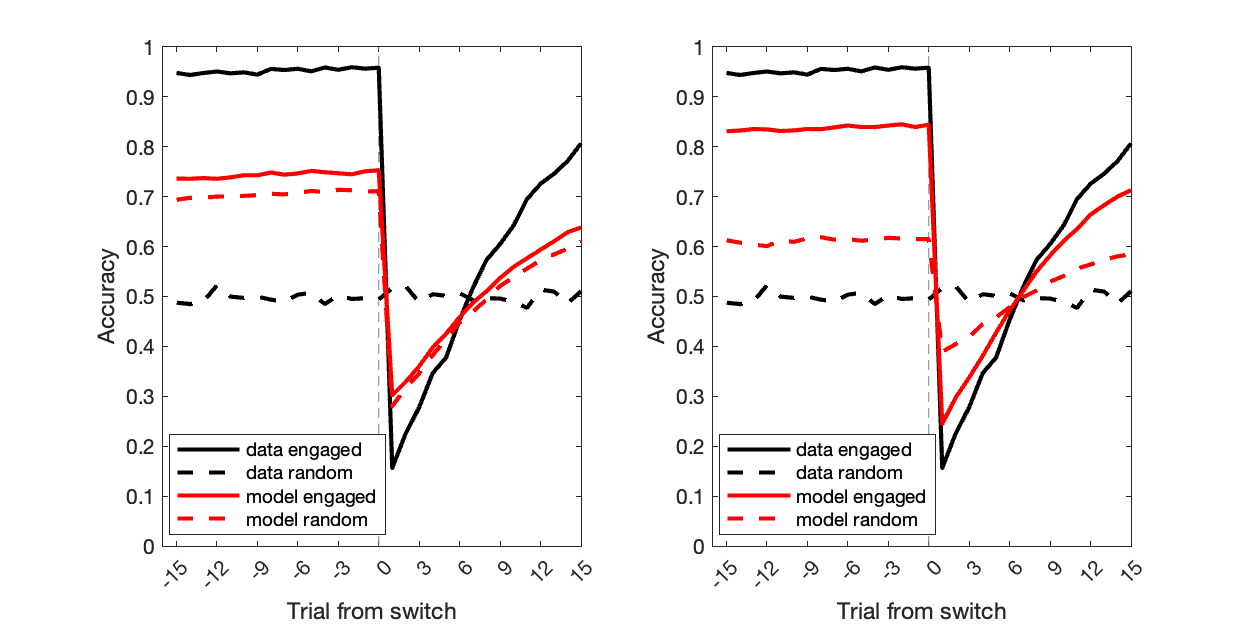 1
0.9
0.8
0.7
0.6
0.5
0.4
0.3
0.2
0.1
0
Accuracy
data engaged
data random
model engaged
model random
-15 -12 -9 -6 -3 0 3 6 9 12 15
Trial from switch
1
0.9
0.8
0.7
0.6
0.5
0.4
0.3
0.2
0.1
0
Accuracy
data engaged
data random
model engaged
model random
-15 -12 -9 -6 -3 0 3 6 9 12 15
Trial from switch